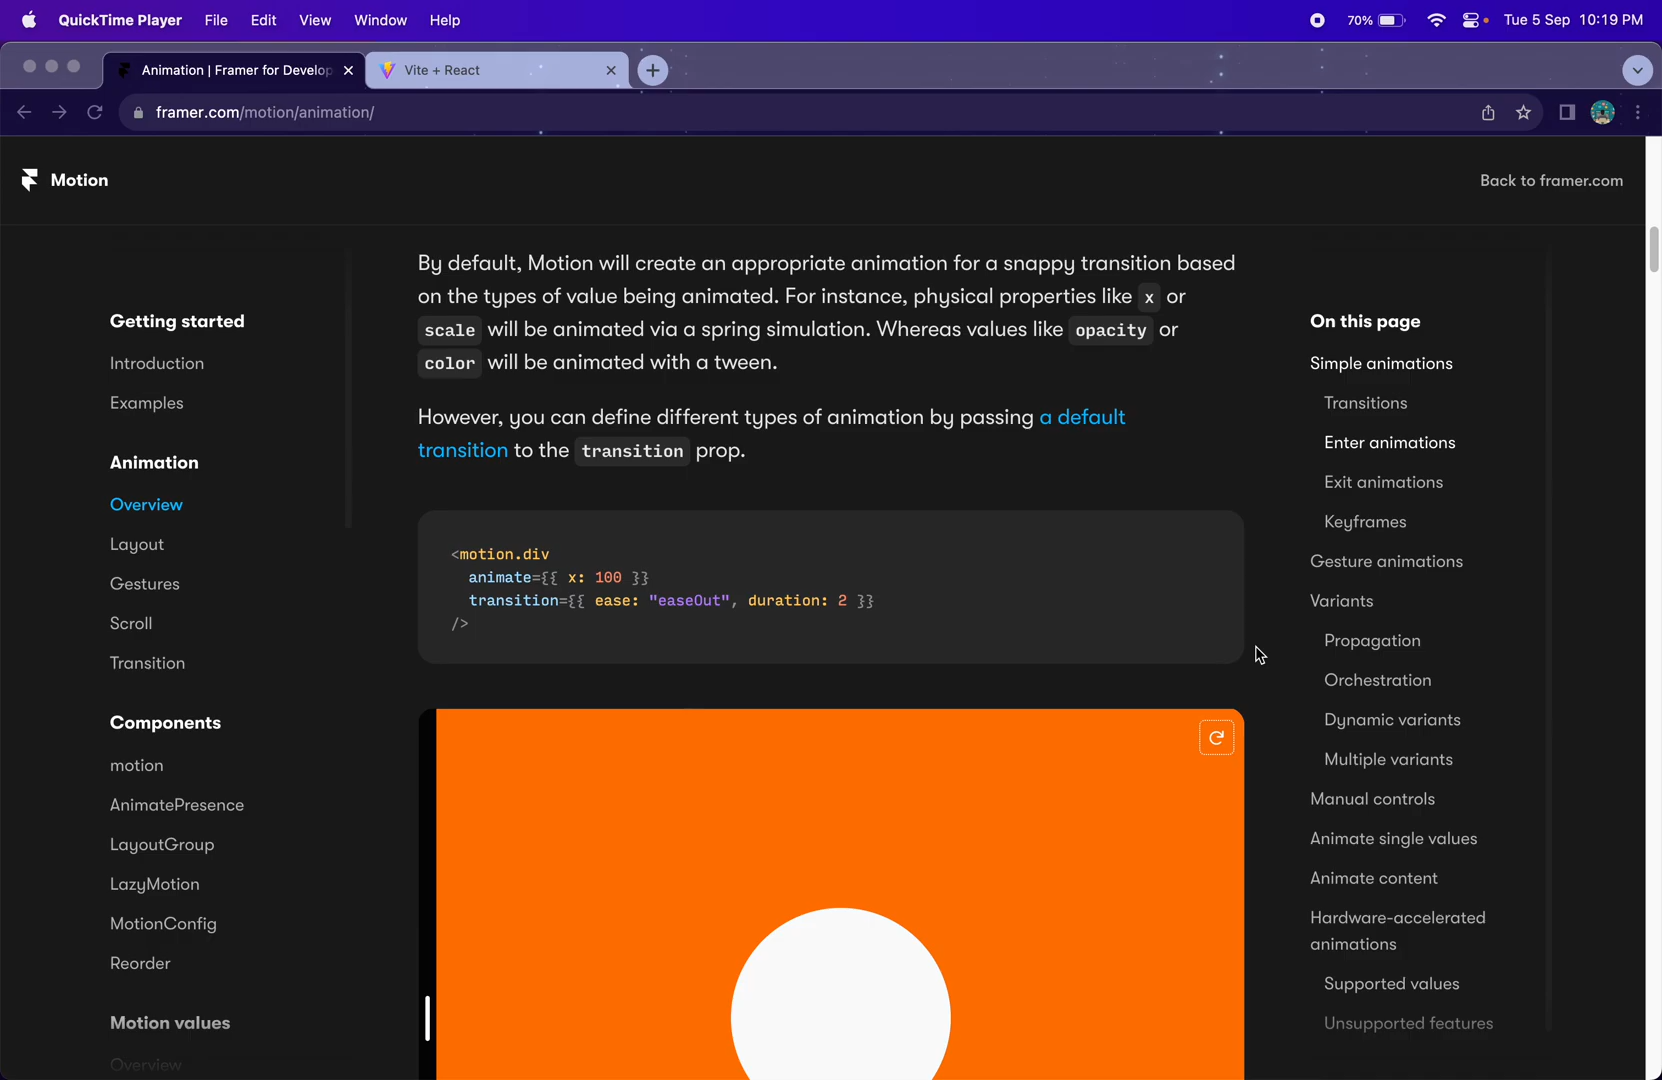 QuickTime Player File Edit View Window Help 70% Tue 5 Sep 10:19 PM
Animation | Framer for Develop
Vite + React
framer.com/motion/animation/
Motion
Back to framer.com
Getting started
Introduction
Examples
Animation
Overview
Layout
Gestures
Scroll
Transition
Components
motion
AnimatePresence
LayoutGroup
LazyMotion
MotionConfig
Reorder
Motion values
Overview
By default, Motion will create an appropriate animation for a snappy transition based
on the types of value being animated. For instance, physical properties like x or
scale will be animated via a spring simulation. Whereas values like opacity or
color will be animated with a tween.
However, you can define different types of animation by passing a default
transition to the transition prop.
<motion.div
animate={{ x: 100 }}
transition={{ ease: "easeOut", duration: 2 }}
/>
On this page
Simple animations
Transitions
Enter animations
Exit animations
Keyframes
Gesture animations
Variants
Propagation
Orchestration
Dynamic variants
Multiple variants
Manual controls
Animate single values
Animate content
Hardware-accelerated
animations
Supported values
Unsupported features